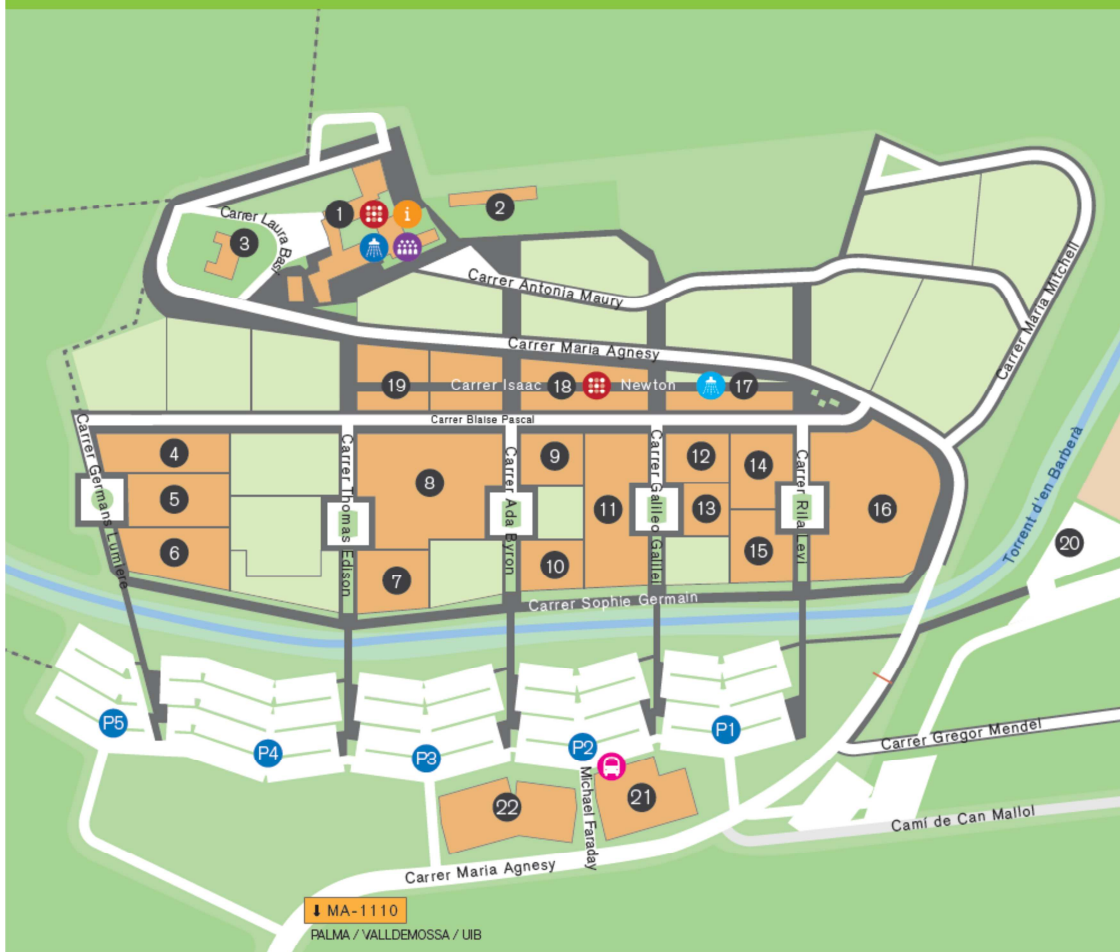 1
i
2
Carrer Laura Basi
3
Carrer Antonia Maury
Carrer Maria Mitchell
Carrer Maria Agnesy
19
Carrer Isaac
18
Newton
17
Carrer Blaise Pascal
Carrer Germans Lumiere
4
5
6
Carrer Thomas Edison
8
7
Carrer Ada Byron
9
10
11
Carrer Galileo Galilei
12
13
14
15
Carrer Rita Levi
16
Torrent d'en Barberà
20
Carrer Sophie Germain
P5
P4
P3
P2
P1
Carrer Gregor Mendel
22
Michael Faraday
21
Camí de Can Mallol
Carrer Maria Agnesy
⬇ MA-1110
PALMA / VALLDEMOSSA / UIB